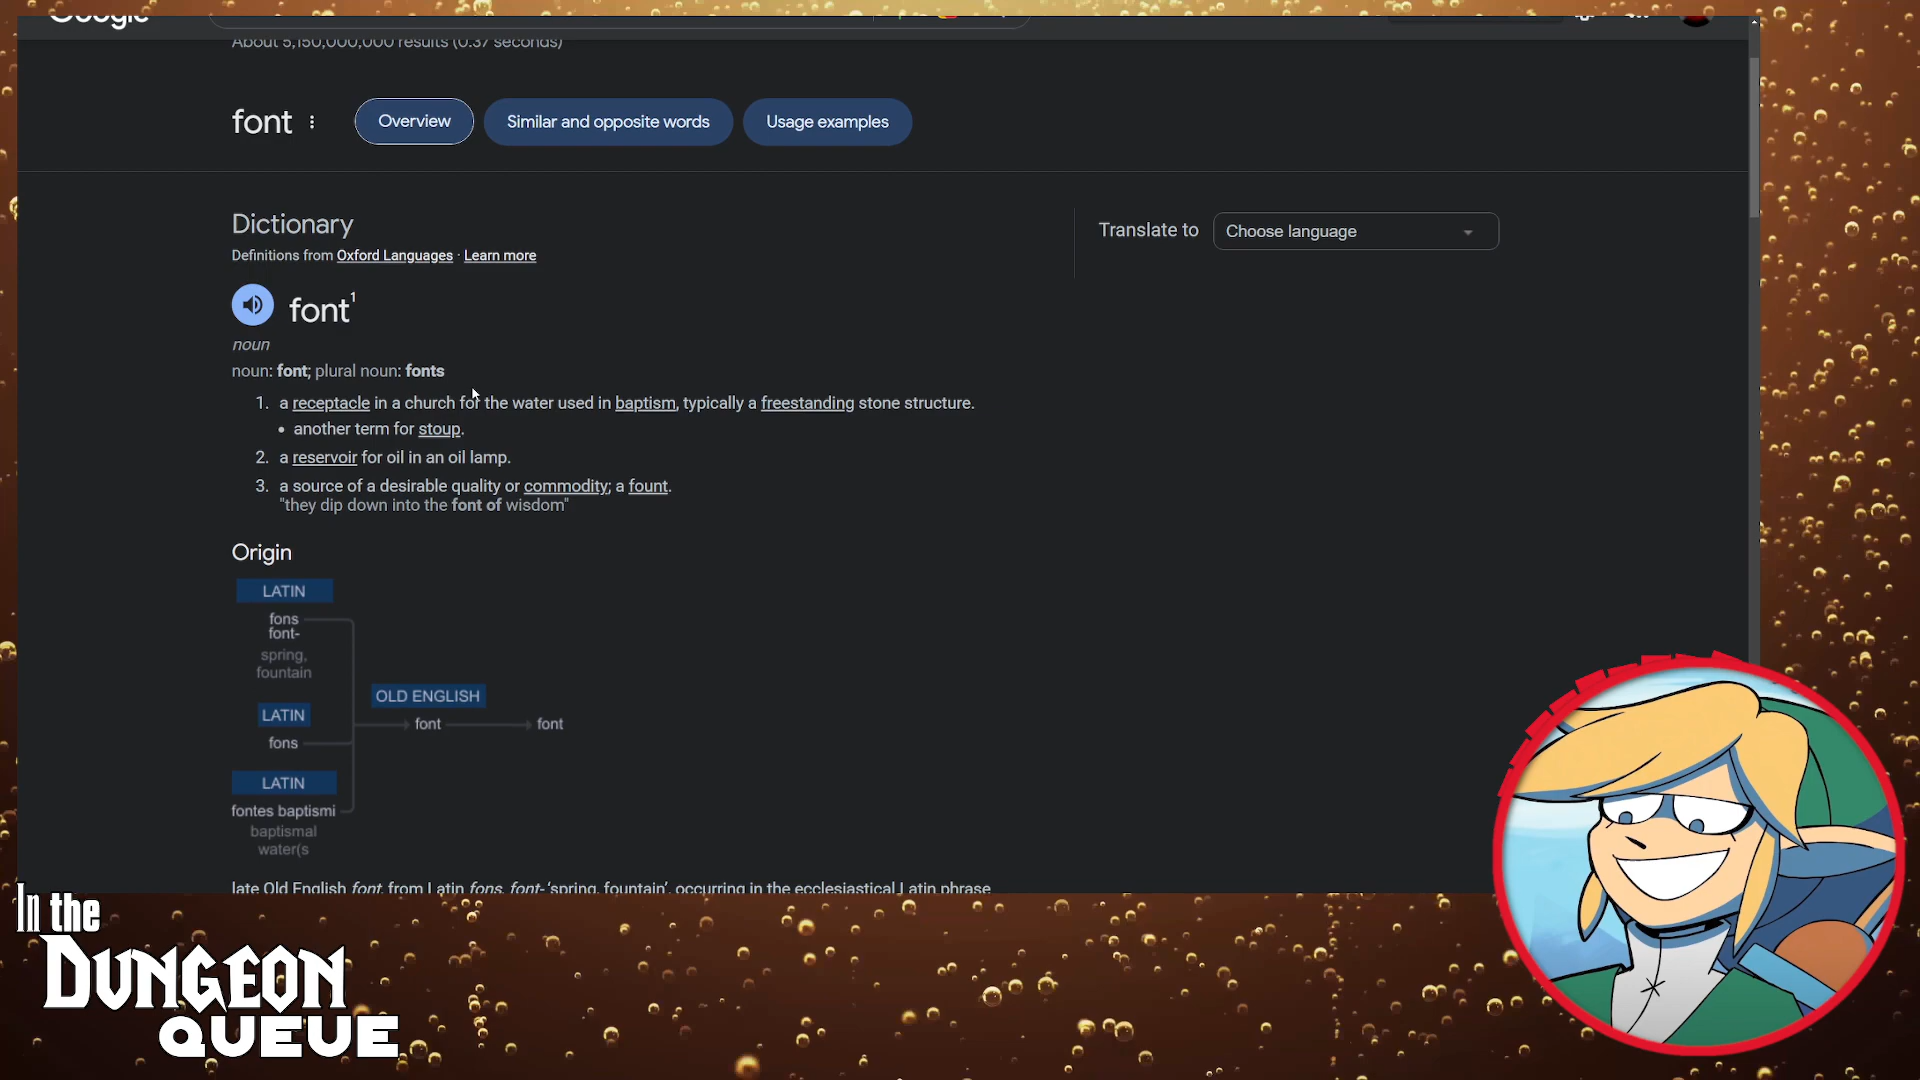 Google
About 5,150,000,000 results (0.37 seconds)
font
Overview
Similar and opposite words
Usage examples
Dictionary
Translate to
Choose language
Definitions from Oxford Languages · Learn more
font1
noun
noun: font; plural noun: fonts
1. a receptacle in a church for the water used in baptism, typically a freestanding stone structure.
• another term for stoup.
2. a reservoir for oil in an oil lamp.
3. a source of a desirable quality or commodity; a fount.
"they dip down into the font of wisdom"
Origin
LATIN
fons
font-
spring,
fountain
OLD ENGLISH
LATIN
font
font
fons
LATIN
fontes baptismi
baptismal
water(s
late Old English font, from Latin fons, font- ‘spring, fountain’, occurring in the ecclesiastical Latin phrase
In the
DUNGEON
QUEUE